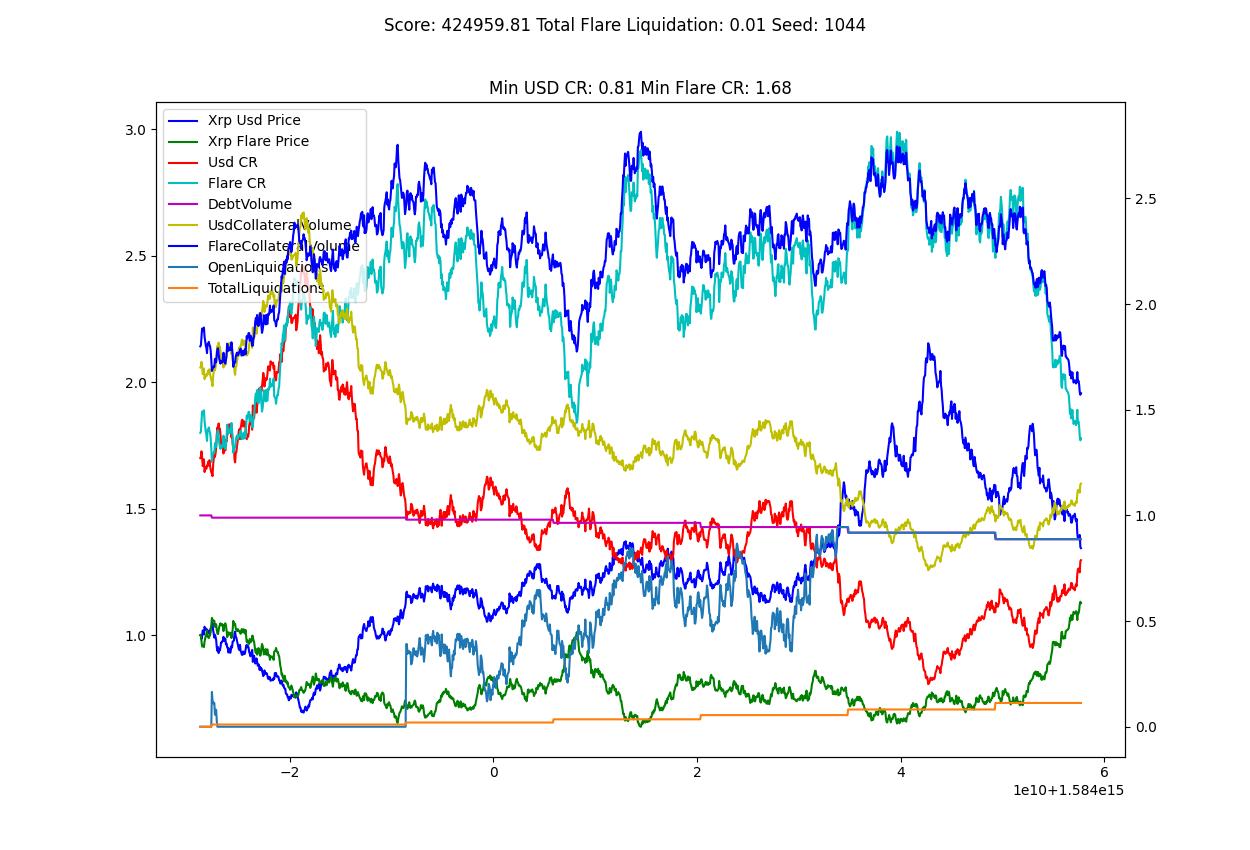 Score: 424959.81 Total Flare Liquidation: 0.01 Seed: 1044
Min USD CR: 0.81 Min Flare CR: 1.68
Xrp Usd Price
Xrp Flare Price
Usd CR
Flare CR
DebtVolume
UsdCollateralVolume
FlareCollateralVolume
OpenLiquidations
TotalLiquidations
3.0
2.5
2.0
1.5
1.0
2.5
2.0
1.5
1.0
0.5
0.0
−2
0
2
4
6
1e10+1.584e15